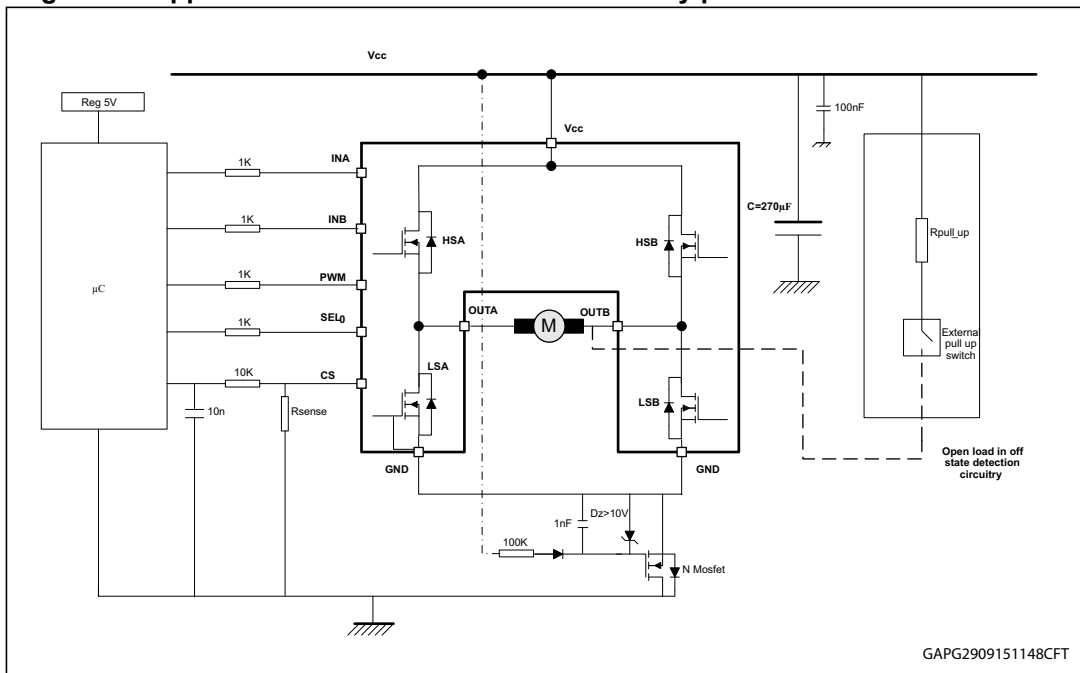 Vcc
Reg 5V
100nF
Vcc
1K
INA
C=270µF
1K
INB
HSA
HSB
Rpull_up
1K
PWM
µC
OUTA
M
OUTB
1K
SEL0
External
pull up
switch
LSA
10K
CS
LSB
10n
Rsense
GND
GND
Open load in off
state detection
circuitry
Dz>10V
1nF
100K
N Mosfet
GAPG2909151148CFT